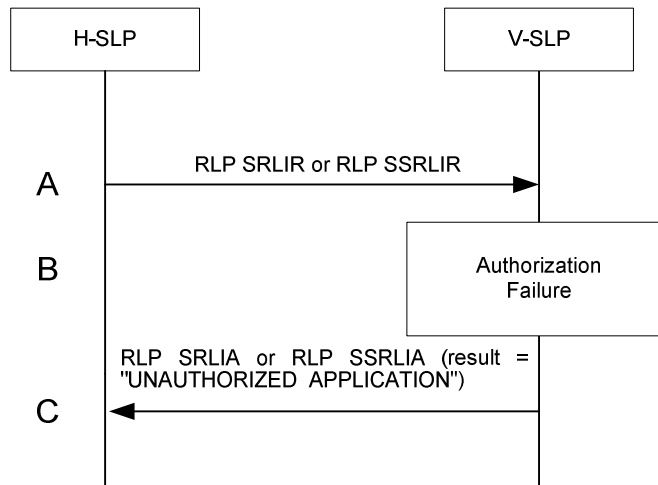 H-SLP
V-SLP
RLP SRLIR or RLP SSRLIR
A
B
Authorization
Failure
RLP SRLIA or RLP SSRLIA (result =
"UNAUTHORIZED APPLICATION")
C